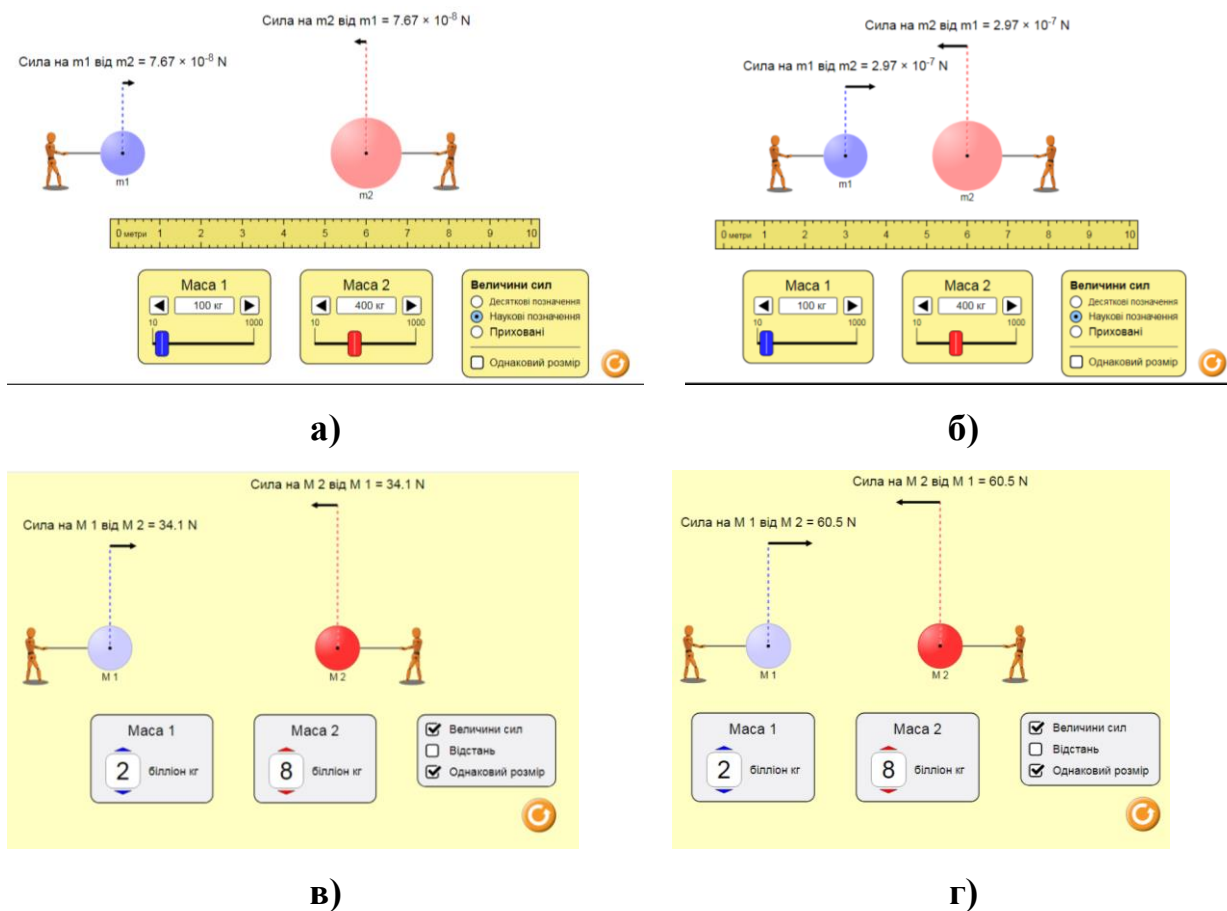 Сила на m2 від m1 = 7.67 × 10⁻⁸ N
Сила на m1 від m2 = 7.67 × 10⁻⁸ N
m1
m2
0 метри 1 2 3 4 5 6 7 8 9 10
Маса 1
100 кг
10 1000
Маса 2
400 кг
10 1000
Величини сил
Десяткові позначення
Наукові позначення
Приховані
Однаковий розмір
а)
Сила на m2 від m1 = 2.97 × 10⁻⁷ N
Сила на m1 від m2 = 2.97 × 10⁻⁷ N
m1
m2
0 метри 1 2 3 4 5 6 7 8 9 10
Маса 1
100 кг
10 1000
Маса 2
400 кг
10 1000
Величини сил
Десяткові позначення
Наукові позначення
Приховані
Однаковий розмір
б)
Сила на M 2 від M 1 = 34.1 N
Сила на M 1 від M 2 = 34.1 N
M 1
M 2
Маса 1
2 білліон кг
Маса 2
8 білліон кг
Величини сил
Відстань
Однаковий розмір
в)
Сила на M 2 від M 1 = 60.5 N
Сила на M 1 від M 2 = 60.5 N
M 1
M 2
Маса 1
2 білліон кг
Маса 2
8 білліон кг
Величини сил
Відстань
Однаковий розмір
г)